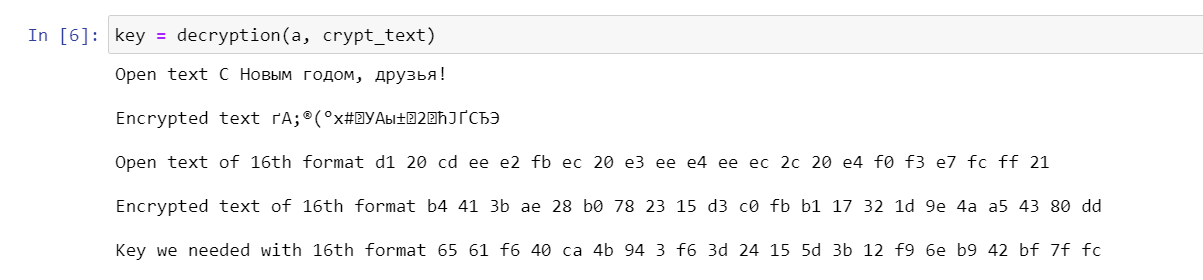 In [6]: key = decryption(a, crypt_text)
Open text С Новым годом, друзья!
Encrypted text ґA;®(°x#УАы±2ћJҐCЂЭ
Open text of 16th format d1 20 cd ee e2 fb ec 20 e3 ee e4 ee ec 2c 20 e4 f0 f3 e7 fc ff 21
Encrypted text of 16th format b4 41 3b ae 28 b0 78 23 15 d3 c0 fb b1 17 32 1d 9e 4a a5 43 80 dd
Key we needed with 16th format 65 61 f6 40 ca 4b 94 3 f6 3d 24 15 5d 3b 12 f9 6e b9 42 bf 7f fc